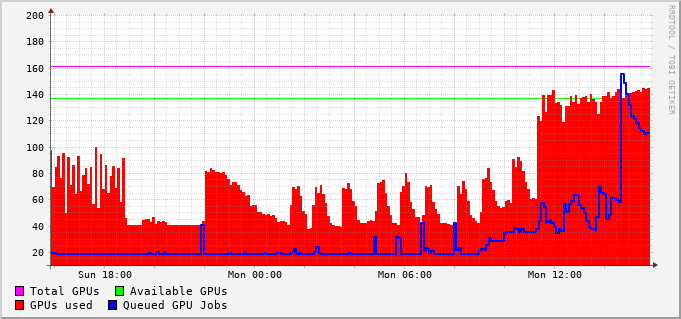 200
180
160
140
120
100
80
60
40
20
Sun 18:00 Mon 00:00 Mon 06:00 Mon 12:00
Total GPUs Available GPUs
GPUs used Queued GPU Jobs
RRDTOOL / TOBI OETIKER